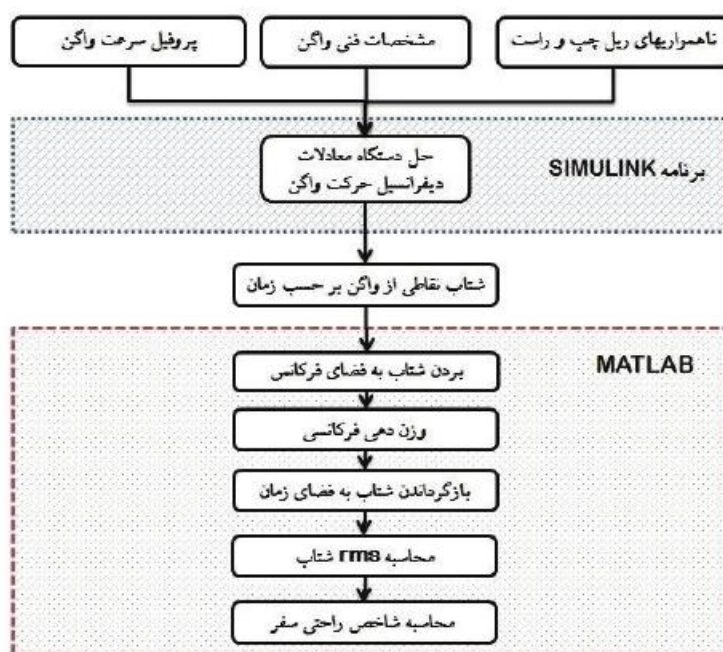 ناهمواریهای ریل چپ و راست
مشخصات فنی واگن
پروفیل سرعت واگن
برنامه SIMULINK
حل دستگاه معادلات
دیفرانسیل حرکت واگن
شتاب نقاطی از واگن بر حسب زمان
MATLAB
بردن شتاب به فضای فرکانس
وزن دهی فرکانسی
بازگرداندن شتاب به فضای زمان
محاسبه rms شتاب
محاسبه شاخص راحتی سفر